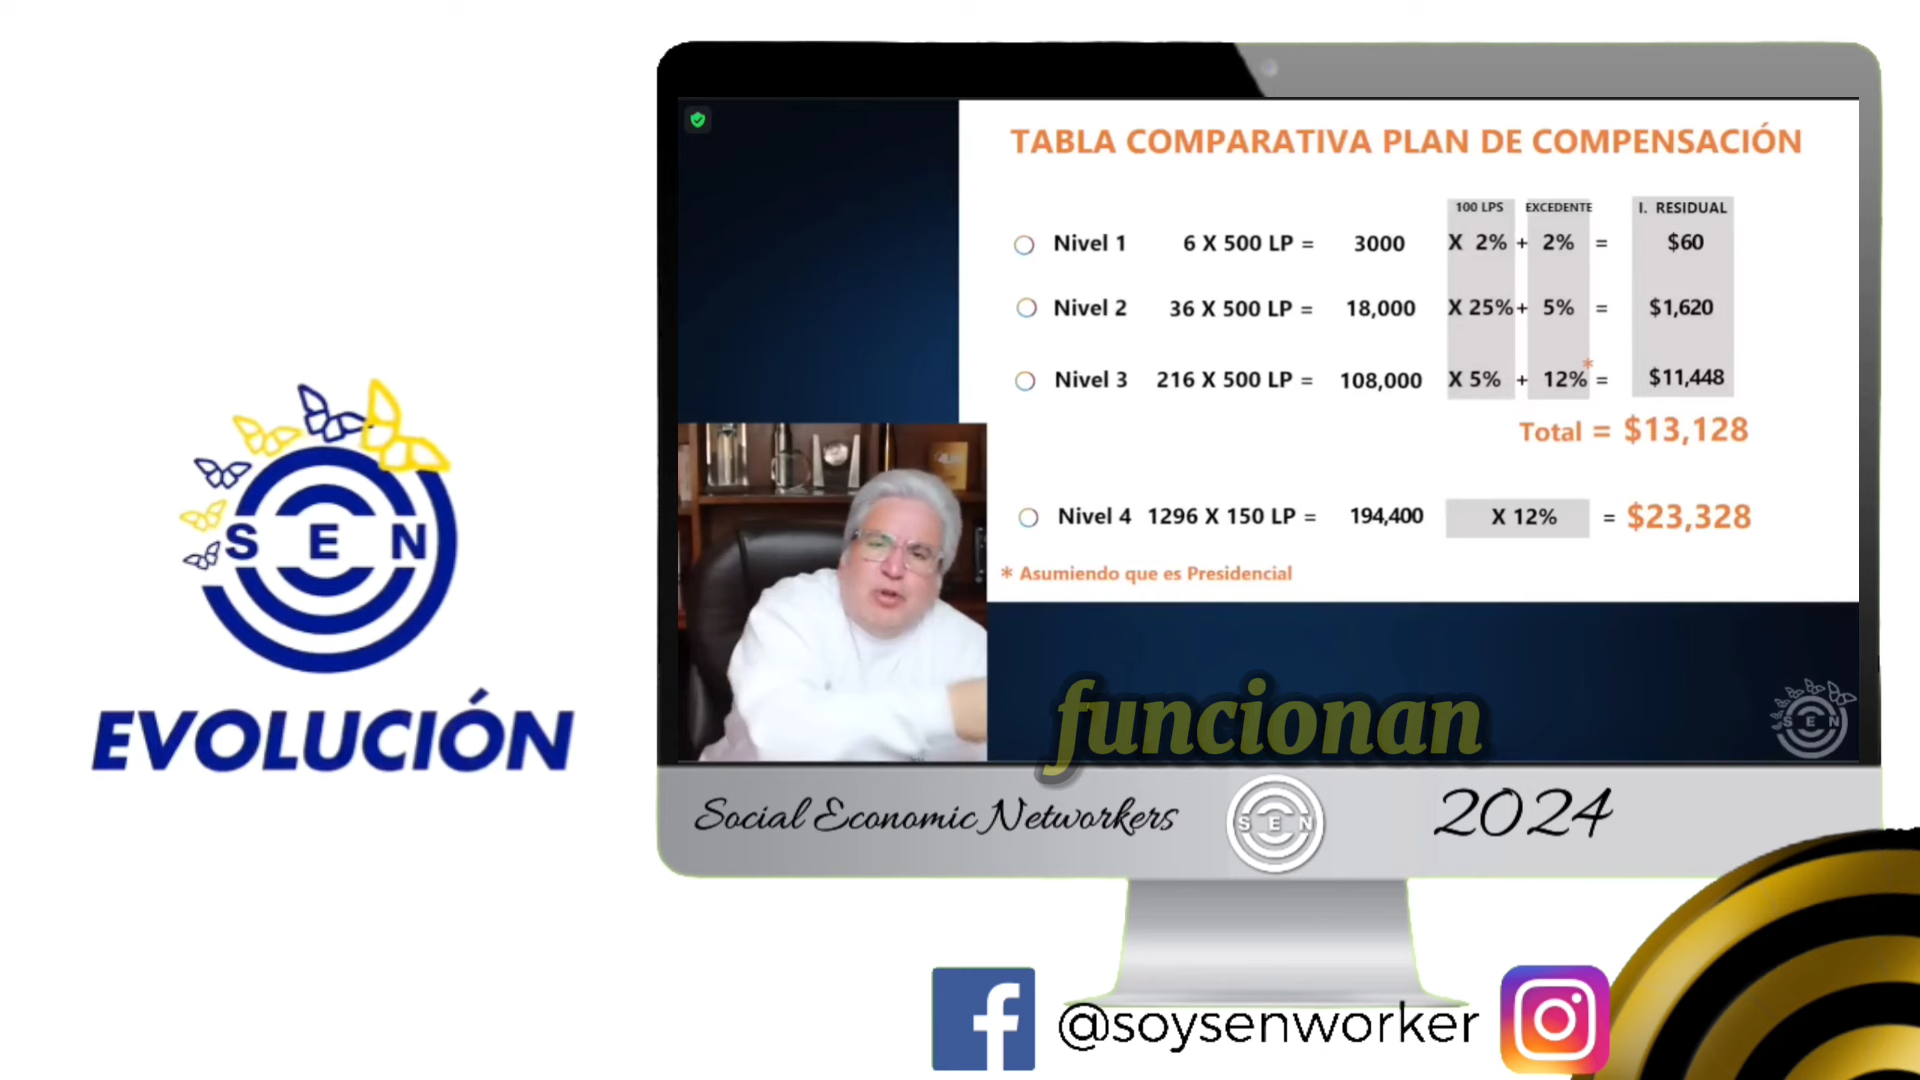 TABLA COMPARATIVA PLAN DE COMPENSACIÓN
100 LPS EXCEDENTE I. RESIDUAL
Nivel 1 6 X 500 LP = 3000 X 2% + 2% = $60
Nivel 2 36 X 500 LP = 18,000 X 25% + 5% = $1,620
Nivel 3 216 X 500 LP = 108,000 X 5% + 12%* = $11,448
Total = $13,128
Nivel 4 1296 X 150 LP = 194,400 X 12% = $23,328
* Asumiendo que es Presidencial
S E N
EVOLUCIÓN
funcionan
S E N
Social Economic Networkers S E N 2024
@soysenworker